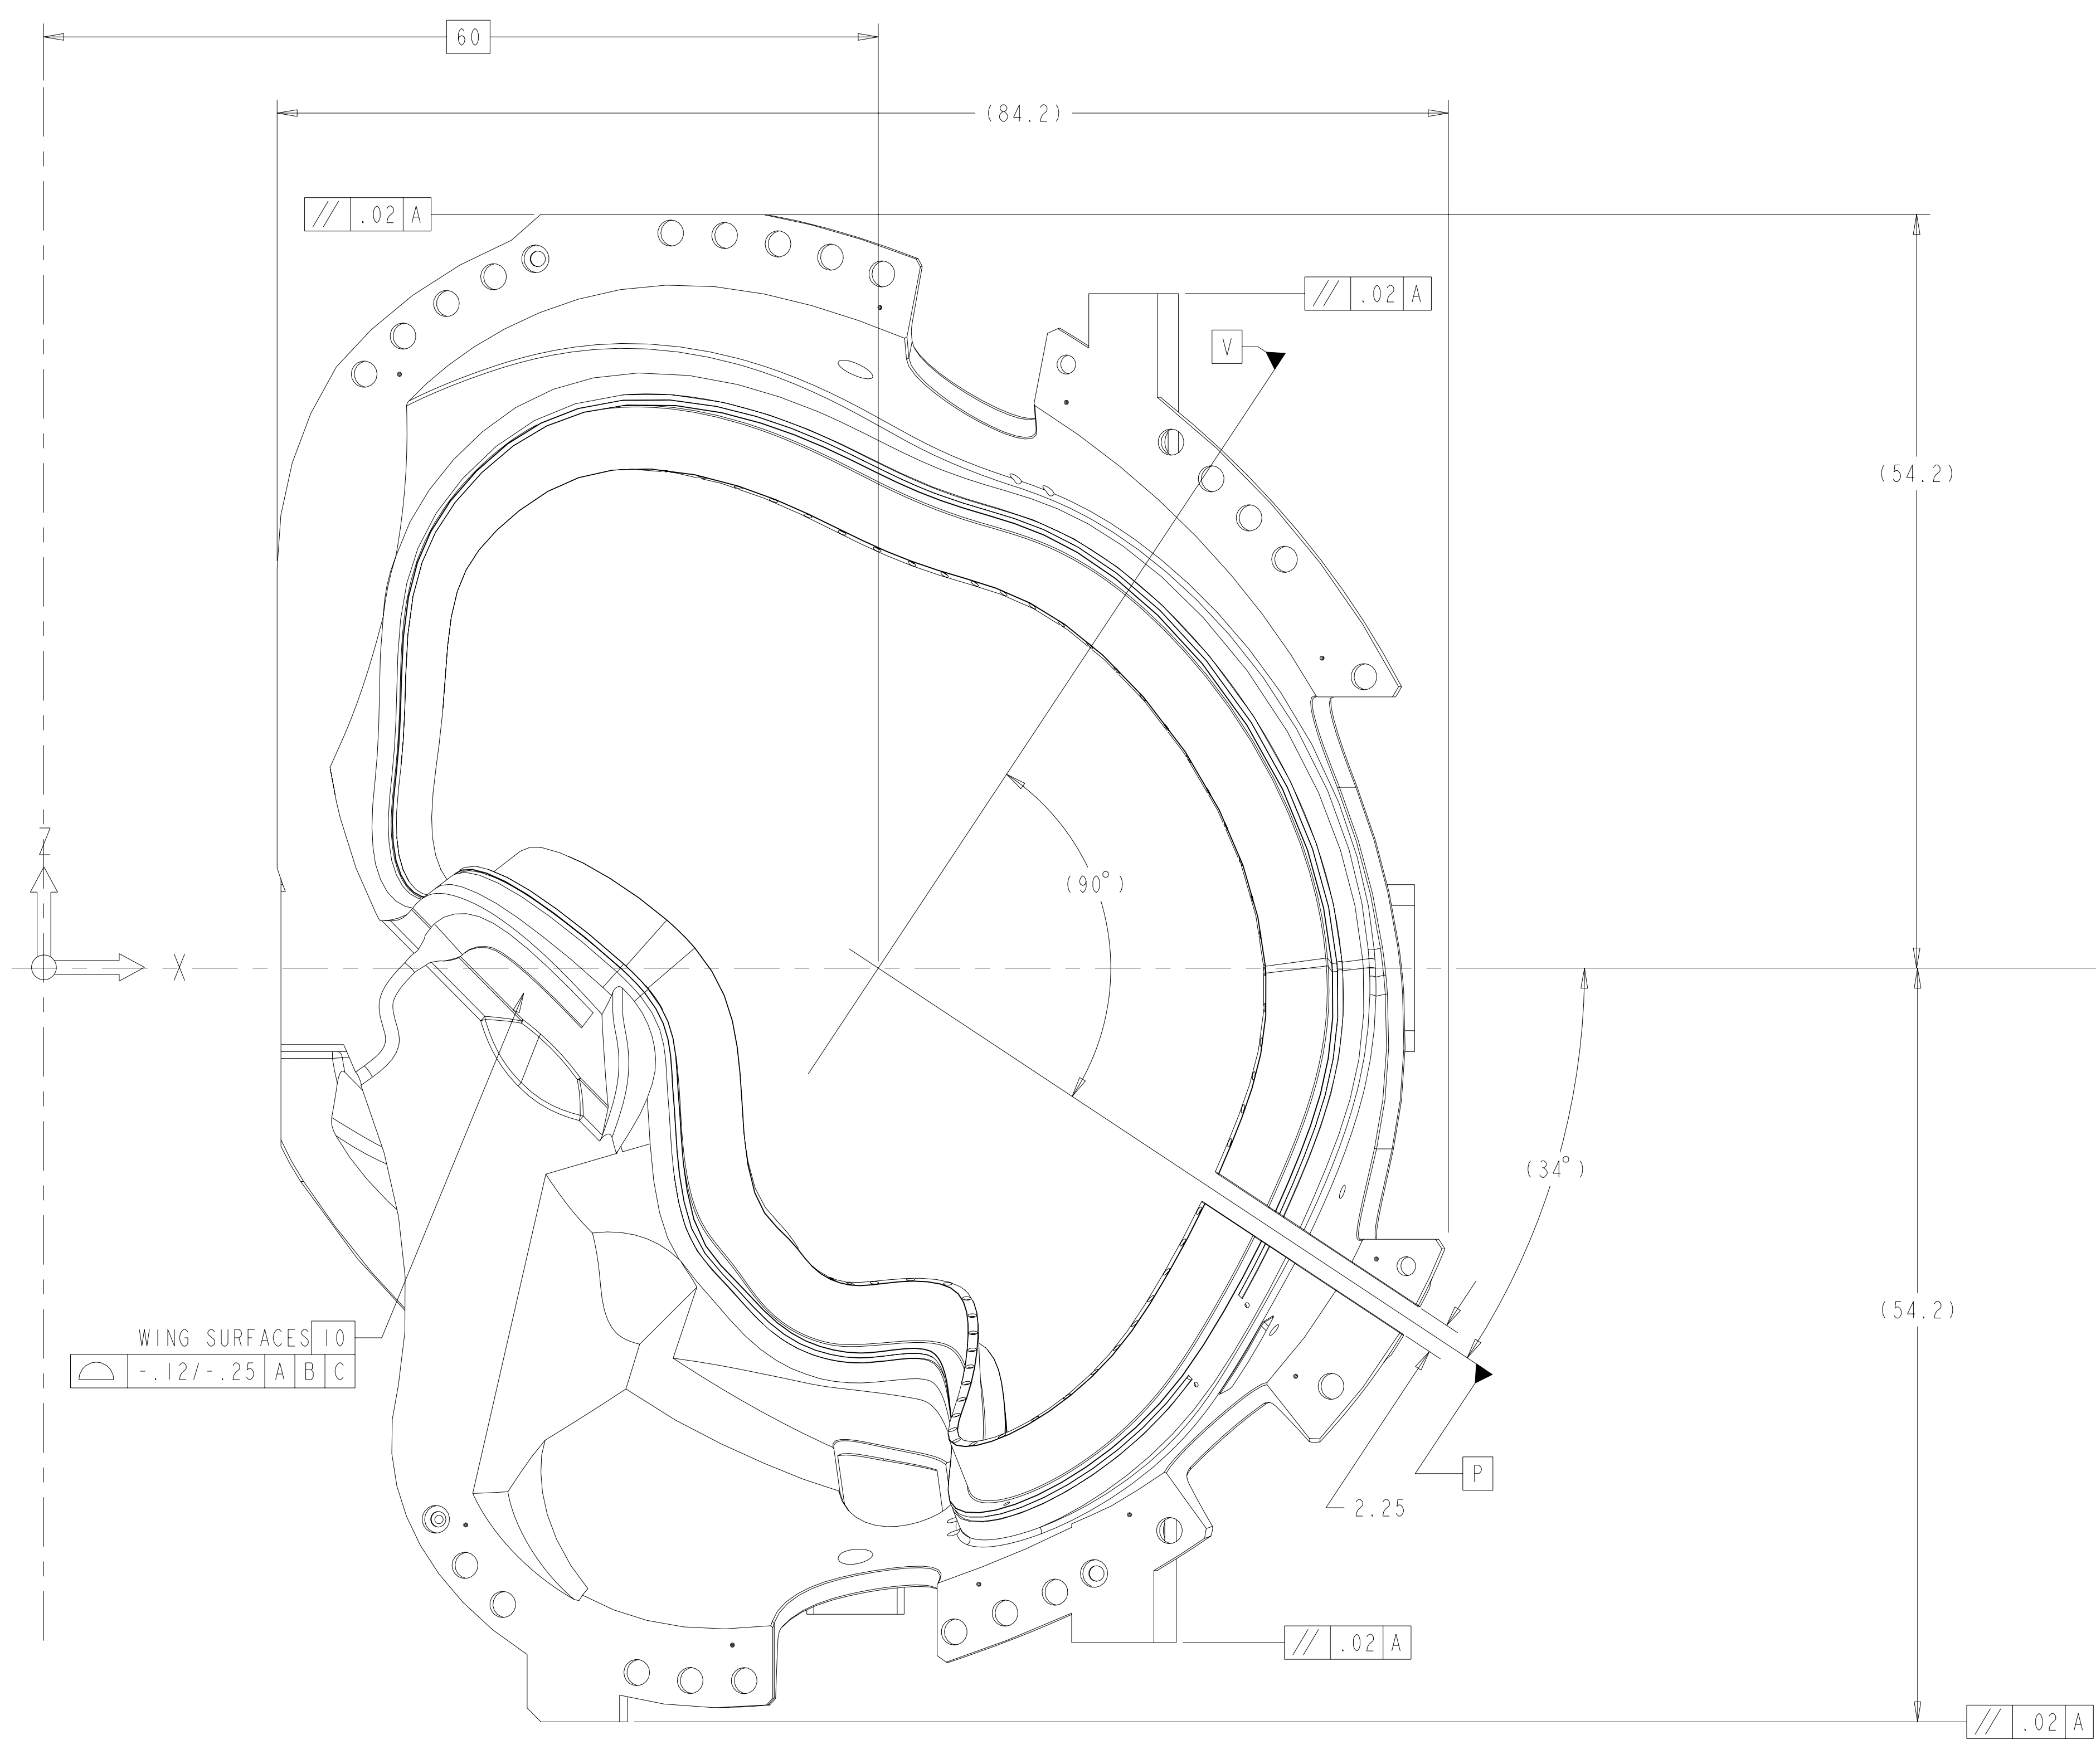 60
(84.2)
// .02 A
// .02 A
V
(54.2)
Z
(90°)
X
(34°)
(54.2)
WING SURFACES 10
-.12/-.25 A B C
P
2.25
// .02 A
// .02 A